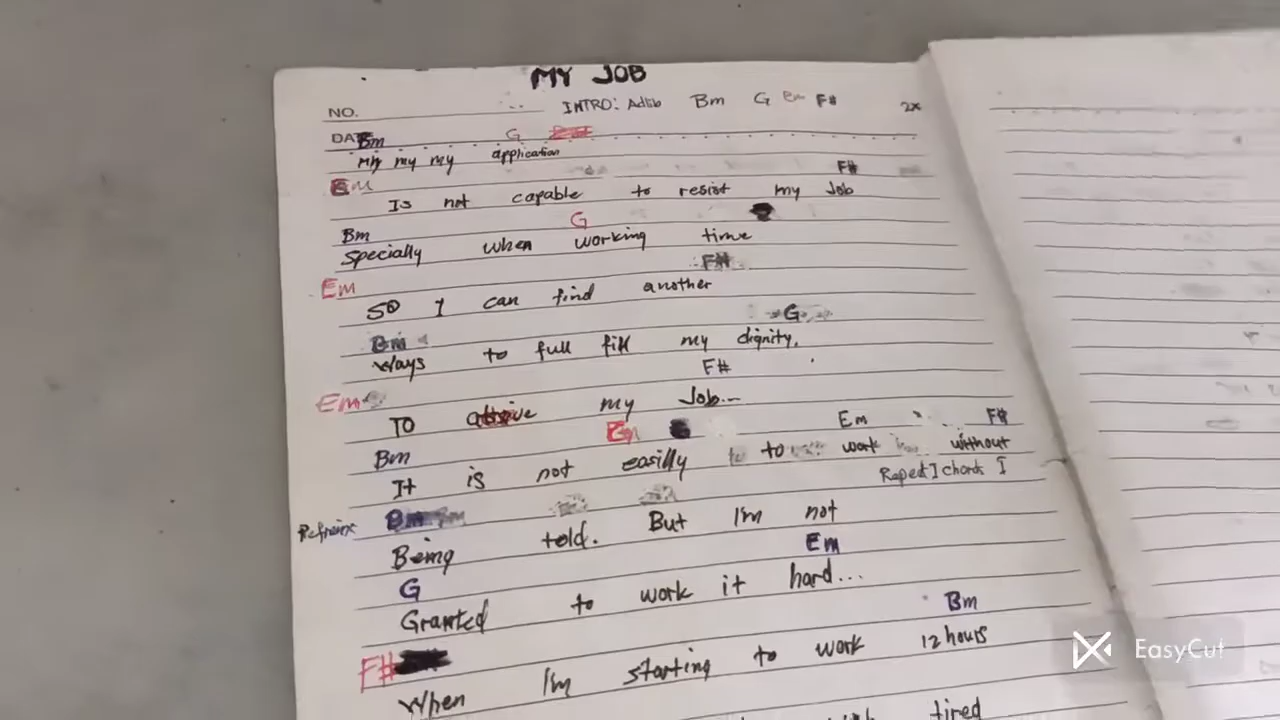 MY JOB
NO. INTRO: Adlib Bm G Em F# 2x
DATE Bm G
My my my application
Em F#
Is not capable to resist my Job
Bm G
Specially when working time
Em F#
SO I can find another
Bm G
Ways to full fill my dignity.
Em F#
TO my Job...
Bm Em Em F#
It is not easilly to work without
Repeat I chords I
Refrainx Bm
Being told. But I'm not
G Em
Granted to work it hard...
F# Bm
When I'm starting to work 12 hours
tired
EasyCut